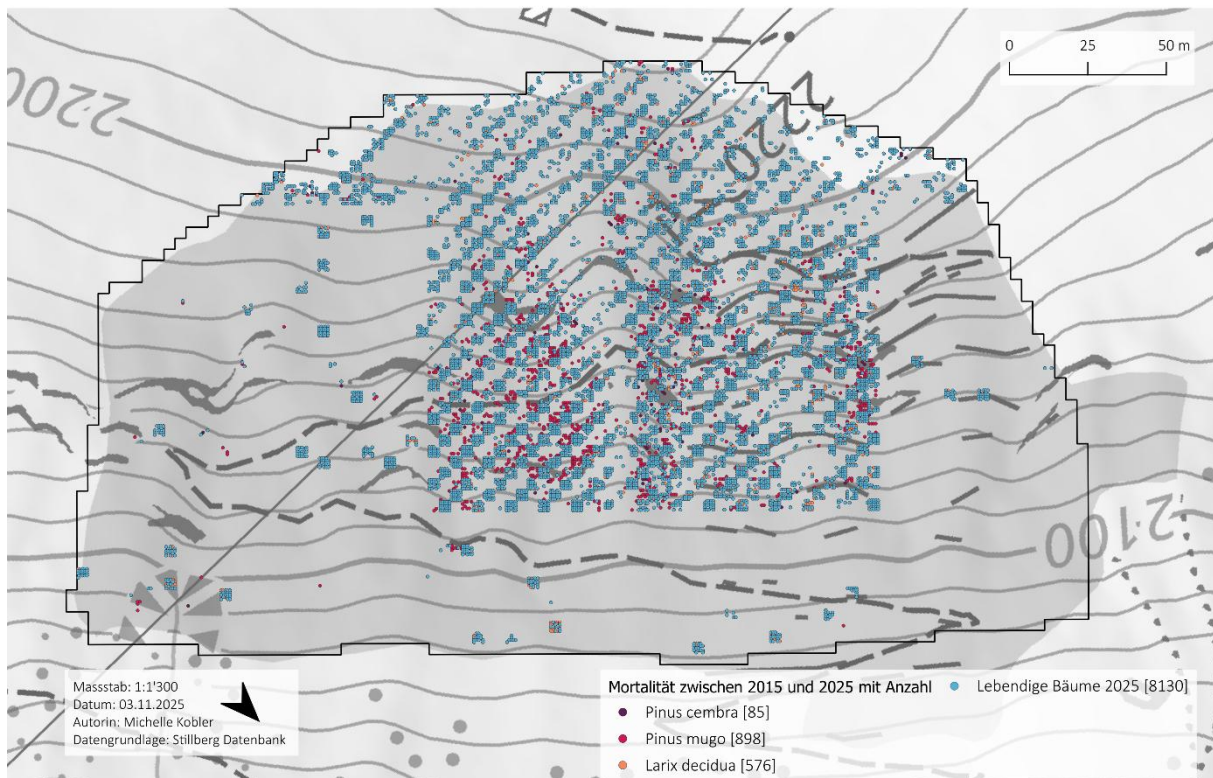 0 25 50 m
2200
2200
2100
Massstab: 1:1'300
Datum: 03.11.2025
Autorin: Michelle Kobler
Datengrundlage: Stillberg Datenbank
Mortalität zwischen 2015 und 2025 mit Anzahl
Pinus cembra [85]
Pinus mugo [898]
Larix decidua [576]
Lebendige Bäume 2025 [8130]